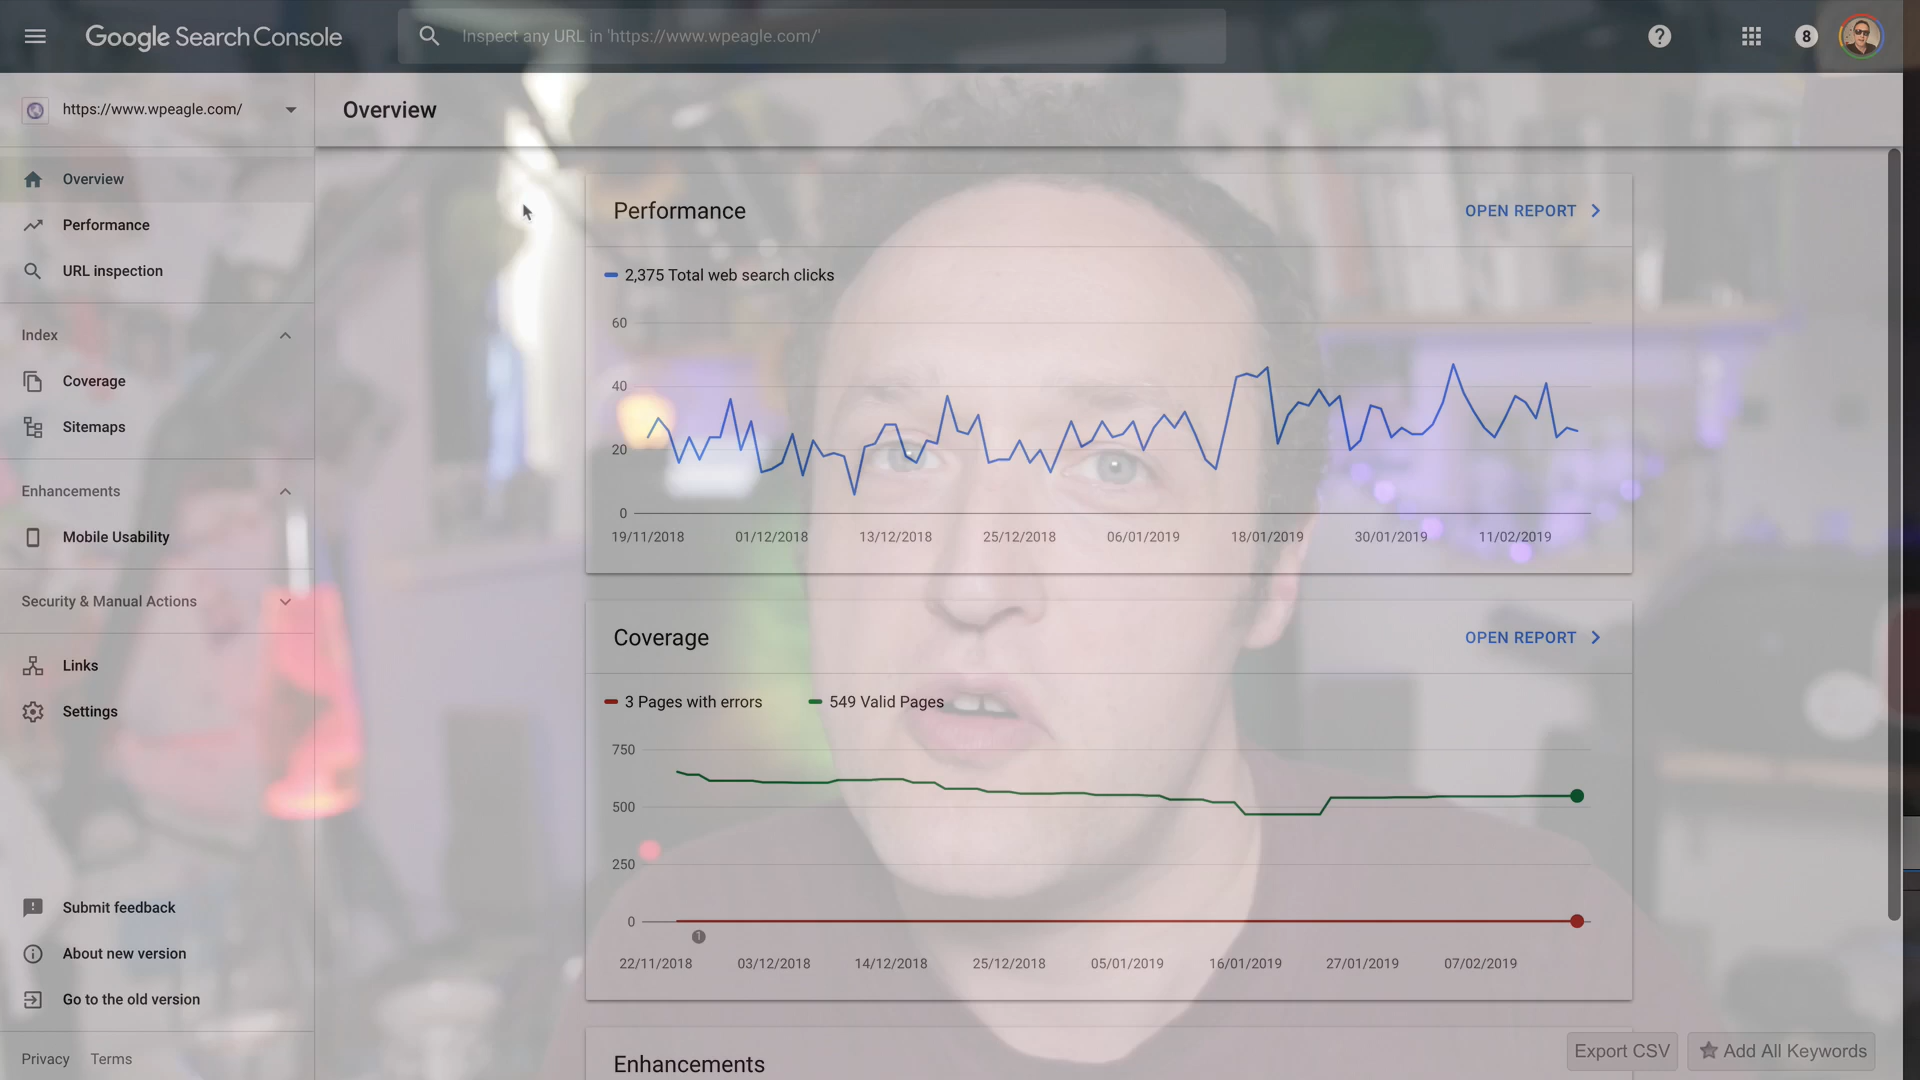 Google Search Console
Inspect any URL in 'https://www.wpeagle.com/'
8
https://www.wpeagle.com/
Overview
Overview
Performance
URL inspection
Index
Coverage
Sitemaps
Enhancements
Mobile Usability
Security & Manual Actions
Links
Settings
Submit feedback
About new version
Go to the old version
Privacy Terms
Performance
OPEN REPORT
2,375 Total web search clicks
60
40
20
0
19/11/2018 01/12/2018 13/12/2018 25/12/2018 06/01/2019 18/01/2019 30/01/2019 11/02/2019
Coverage
OPEN REPORT
3 Pages with errors 549 Valid Pages
750
500
250
0
1
22/11/2018 03/12/2018 14/12/2018 25/12/2018 05/01/2019 16/01/2019 27/01/2019 07/02/2019
Enhancements
Export CSV Add All Keywords